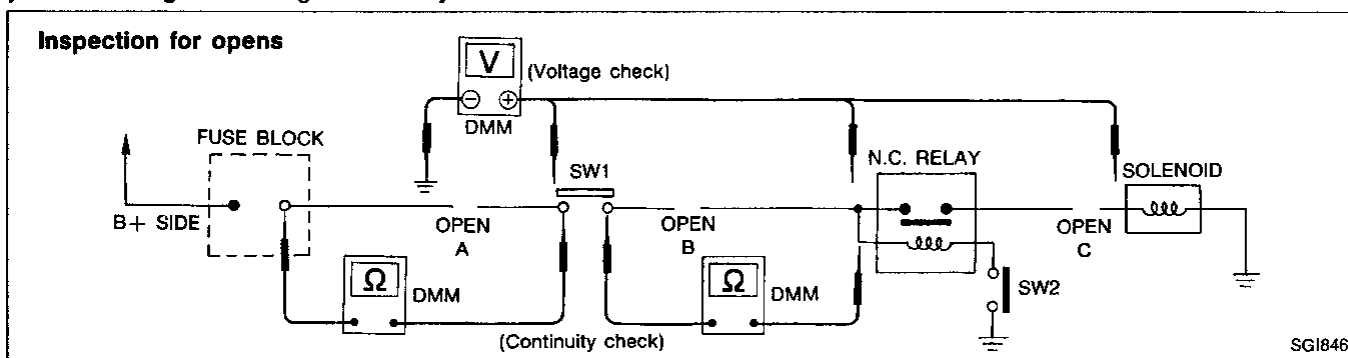 Inspection for opens
V
(Voltage check)
DMM
FUSE BLOCK
N.C. RELAY
SW1
SOLENOID
B+ SIDE
OPEN
A
OPEN
B
OPEN
C
Ω
DMM
Ω
DMM
SW2
(Continuity check)
SGI846